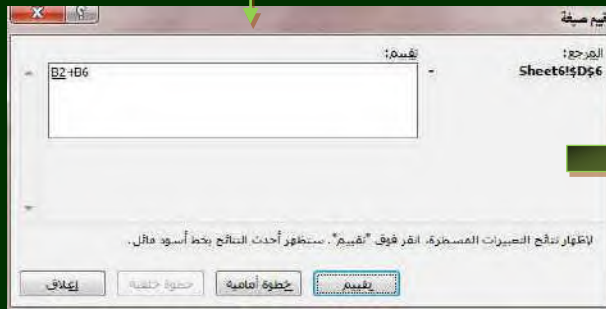 تقييم صيغة
المرجع:
تقييم:
Sheet6!$D$6
=
B2+B6
لإظهار نتائج التعبيرات المسطرة، انقر فوق "تقييم". ستظهر أحدث النتائج بخط أسود مائل.
تقييم
خطوة أمامية
خطوة خلفية
إغلاق